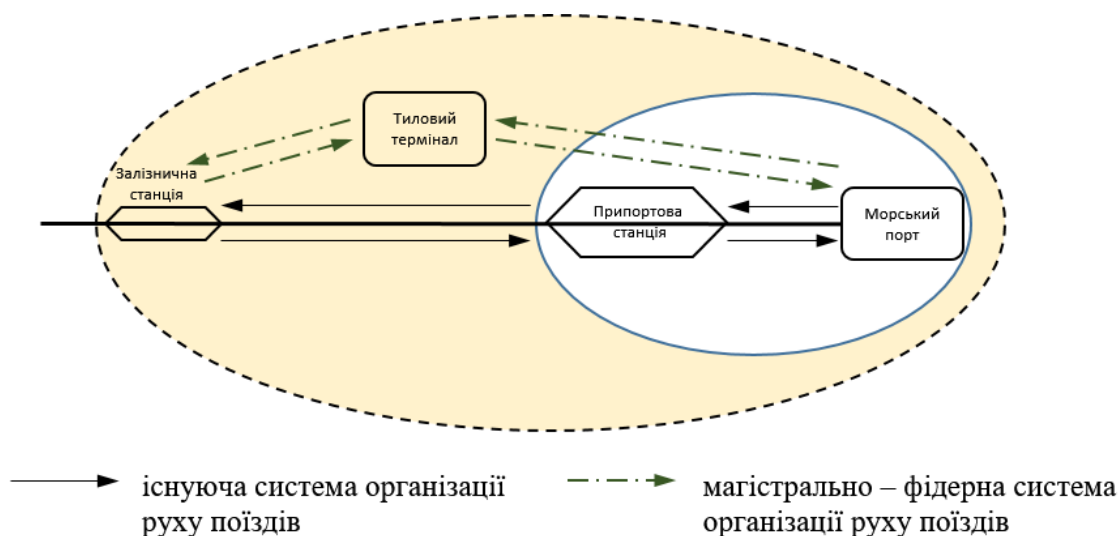 Тиловий
термінал
Залізнична
станція
Припортова
станція
Морський
порт
існуюча система організації
руху поїздів
магістрально – фідерна система
організації руху поїздів